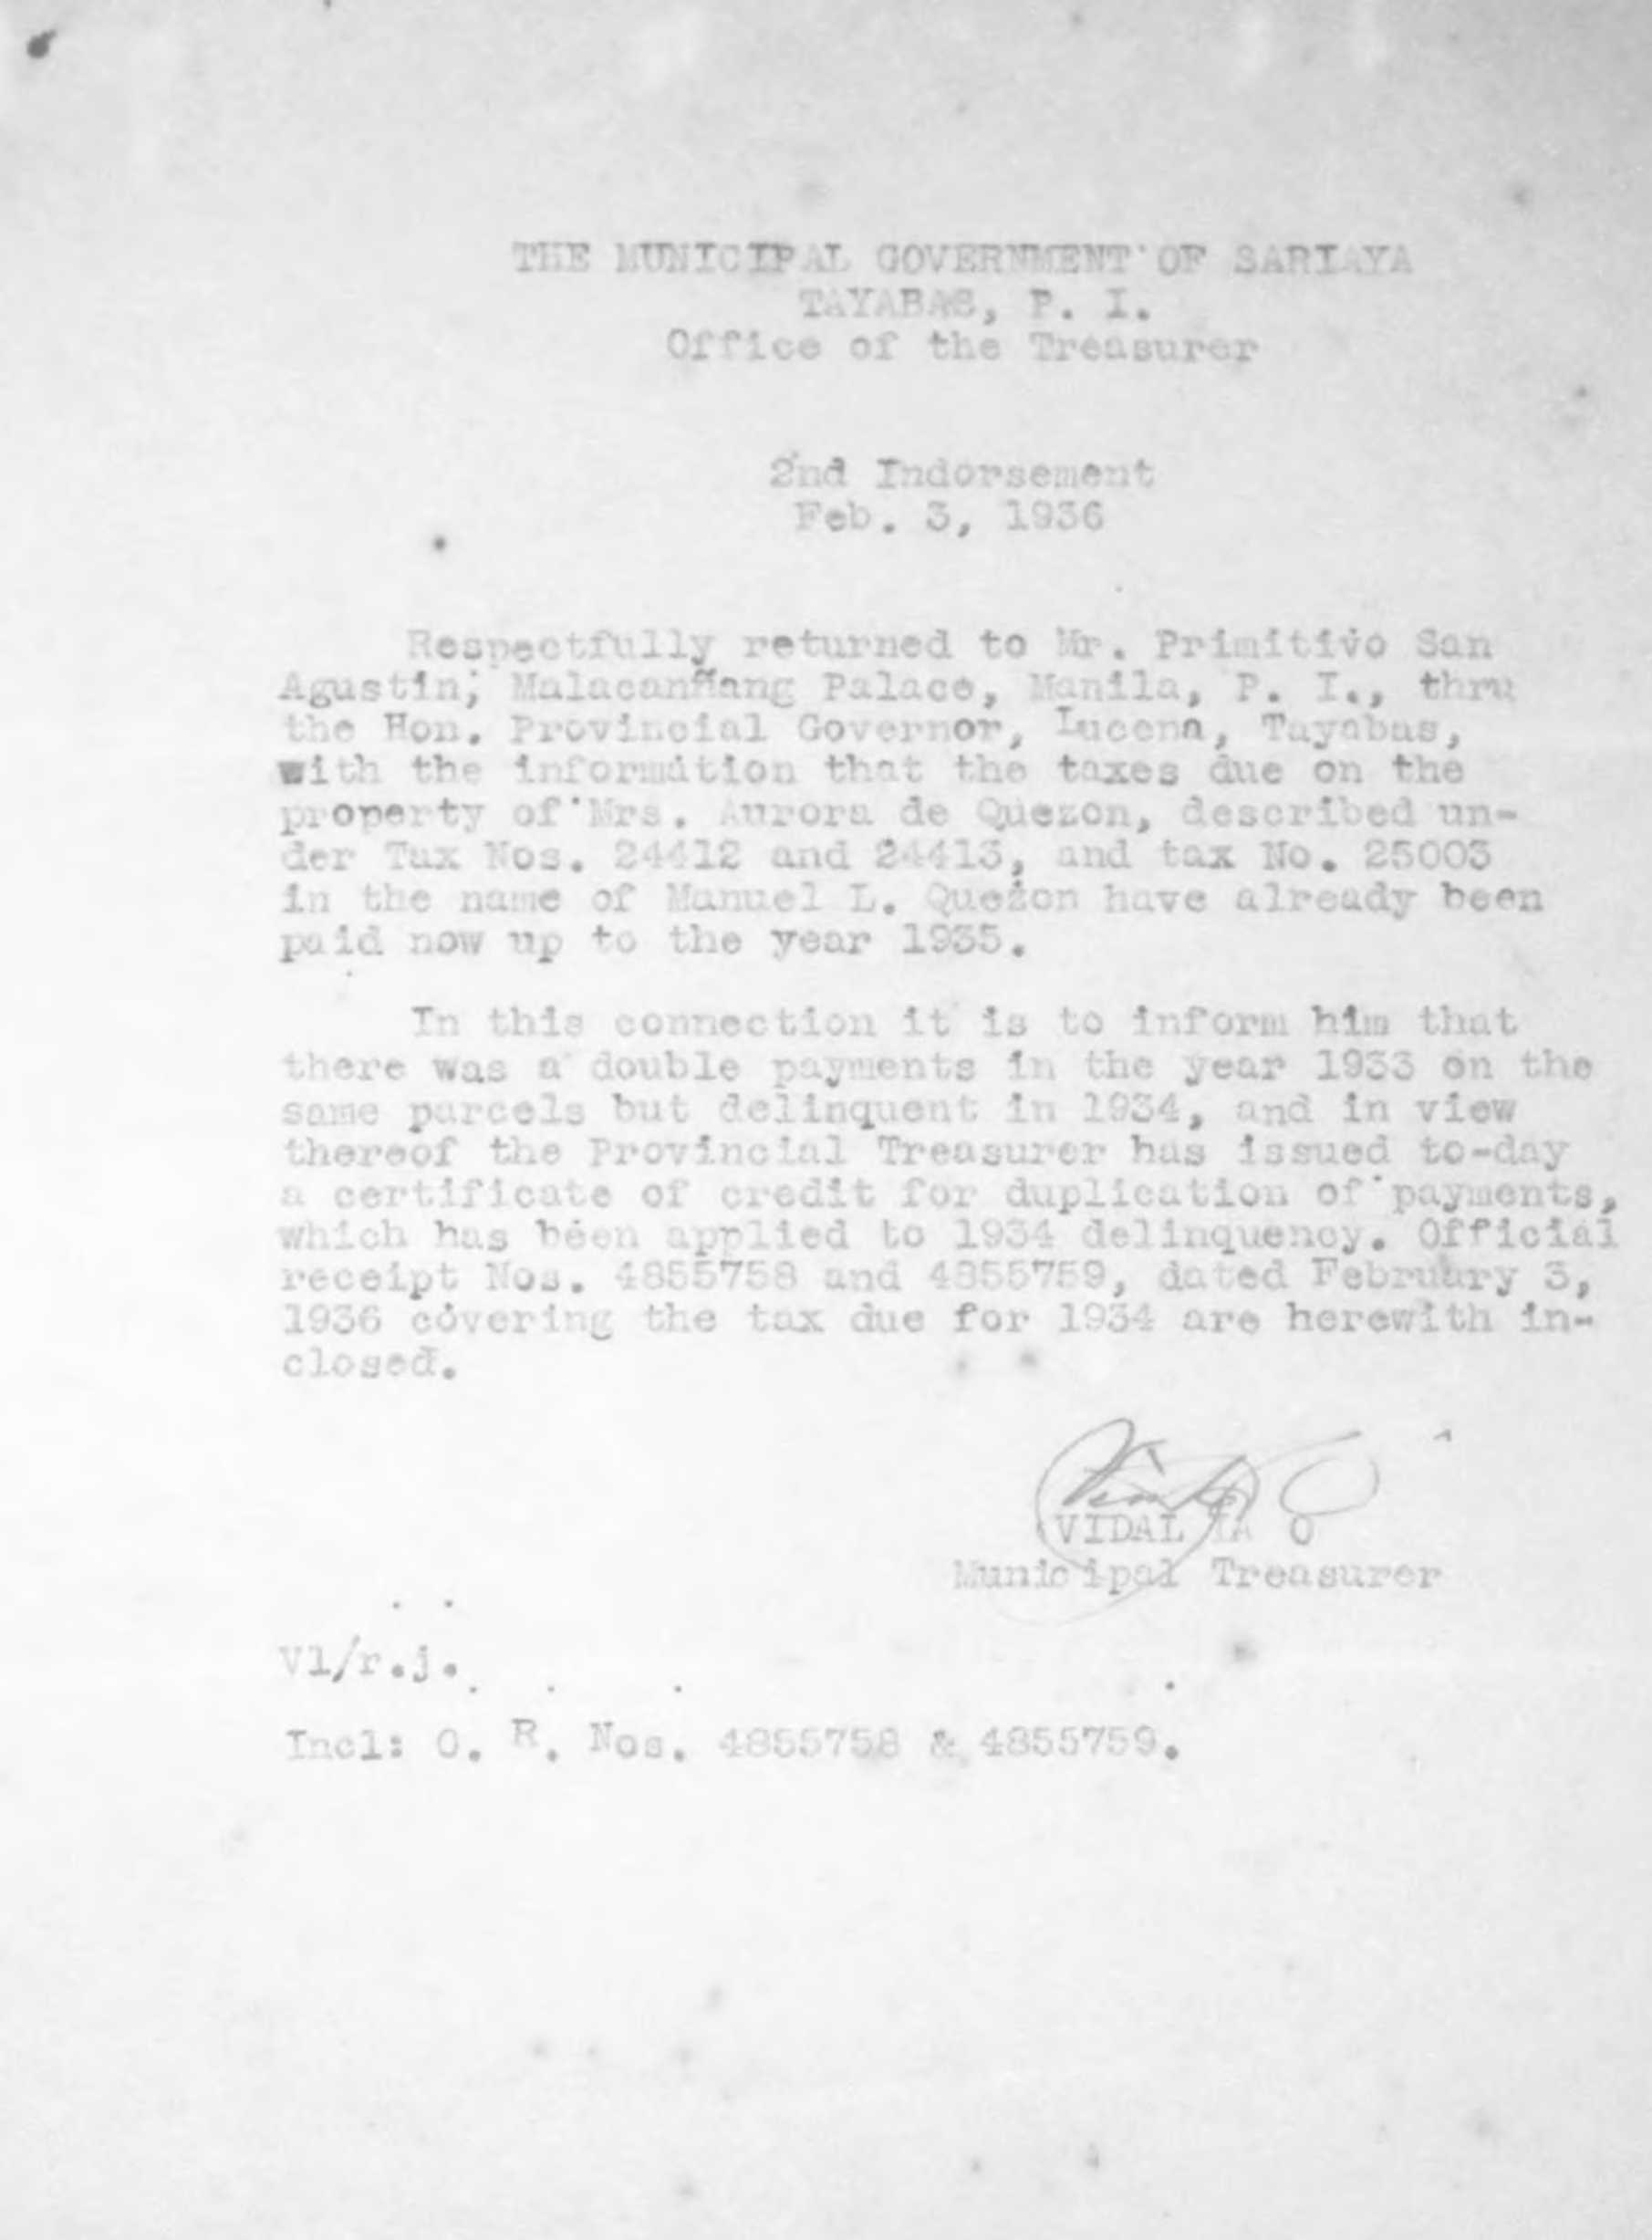 THE MUNICIPAL GOVERNMENT OF SARIAYA
TAYABAS, P. I.
Office of the Treasurer
2nd Indorsement
Feb. 3, 1936
Respectfully returned to Mr. Primitivo San
Agustin, Malacanñang Palace, Manila, P. I., thru
the Hon. Provincial Governor, Lucena, Tayabas,
with the information that the taxes due on the
property of Mrs. Aurora de Quezon, described un-
der Tax Nos. 24412 and 24413, and tax No. 25003
in the name of Manuel L. Quezon have already been
paid now up to the year 1935.
In this connection it is to inform him that
there was a double payments in the year 1933 on the
same parcels but delinquent in 1934, and in view
thereof the Provincial Treasurer has issued to-day
a certificate of credit for duplication of payments,
which has been applied to 1934 delinquency. Official
receipt Nos. 4855758 and 4855759, dated February 3,
1936 covering the tax due for 1934 are herewith in-
closed.
VIDAL LA O
Municipal Treasurer
Vl/r.j.
Incl: O. R. Nos. 4855758 & 4855759.